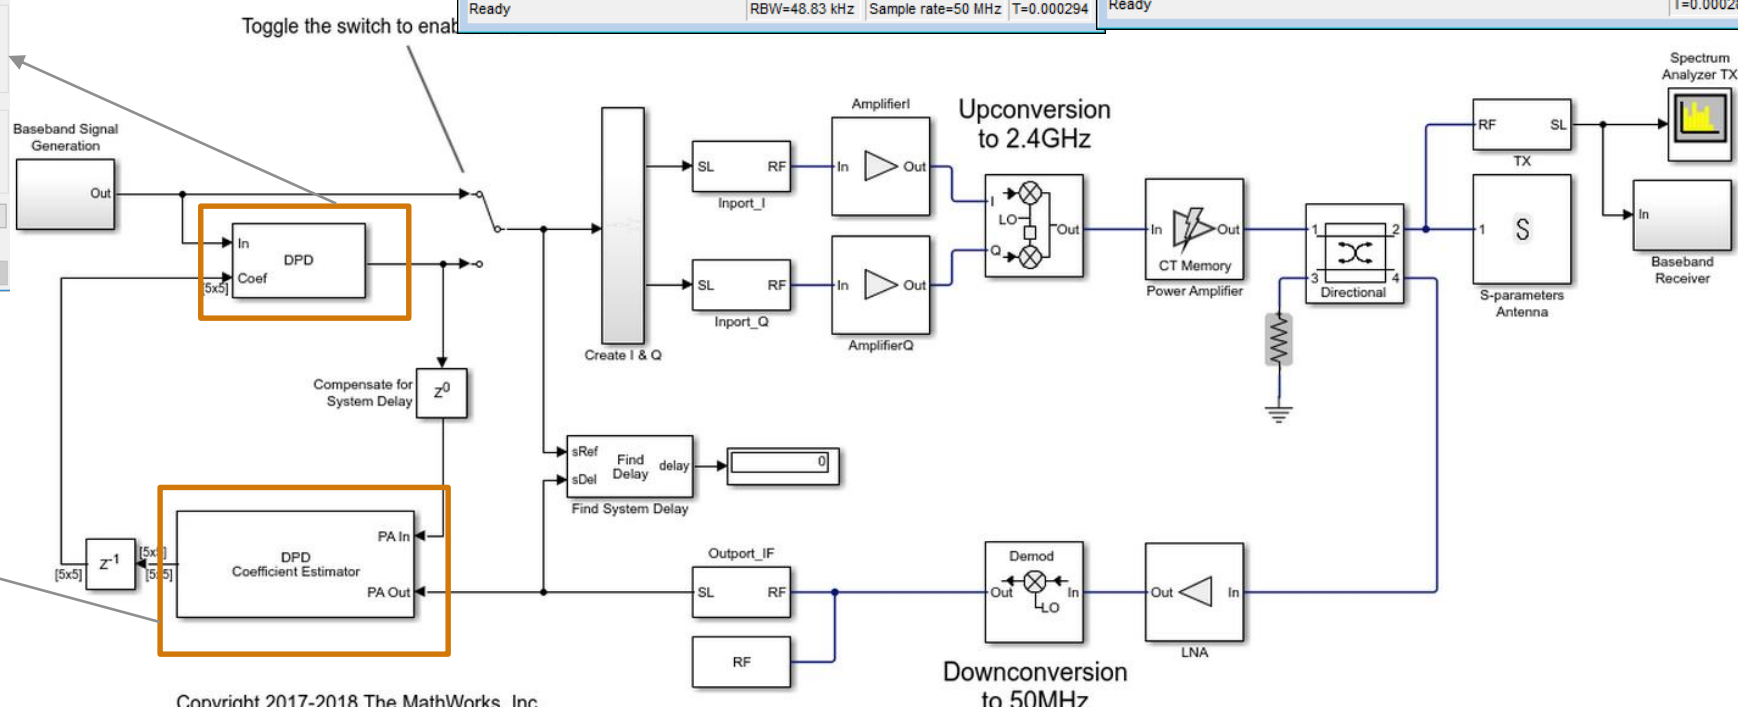 Ready
RBW=48.83 kHz
Sample rate=50 MHz
T=0.000294
Ready
Toggle the switch to
Spectrum
Analyzer TX
AmplifierI
Upconversion
to 2.4GHz
Baseband Signal
Generation
Out
RF
SL
TX
SL
RF
Inport_I
In
Out
I
LO
Q
Out
In
Out
CT Memory
Power Amplifier
1
2
3
4
Directional
1
S
S-parameters
Antenna
In
Baseband
Receiver
In
Coef
DPD
[5x5]
SL
RF
Inport_Q
In
Out
AmplifierQ
Create I & Q
Compensate for
System Delay
z0
sRef
sDel
Find
Delay
delay
0
Find System Delay
PA In
DPD
Coefficient Estimator
PA Out
z-1
[5x5]
[5x5]
[5x5]
Outport_IF
SL
RF
RF
Demod
Out
In
LO
Out
In
LNA
Downconversion
to 50MHz
Copyright 2017-2018 The MathWorks, Inc